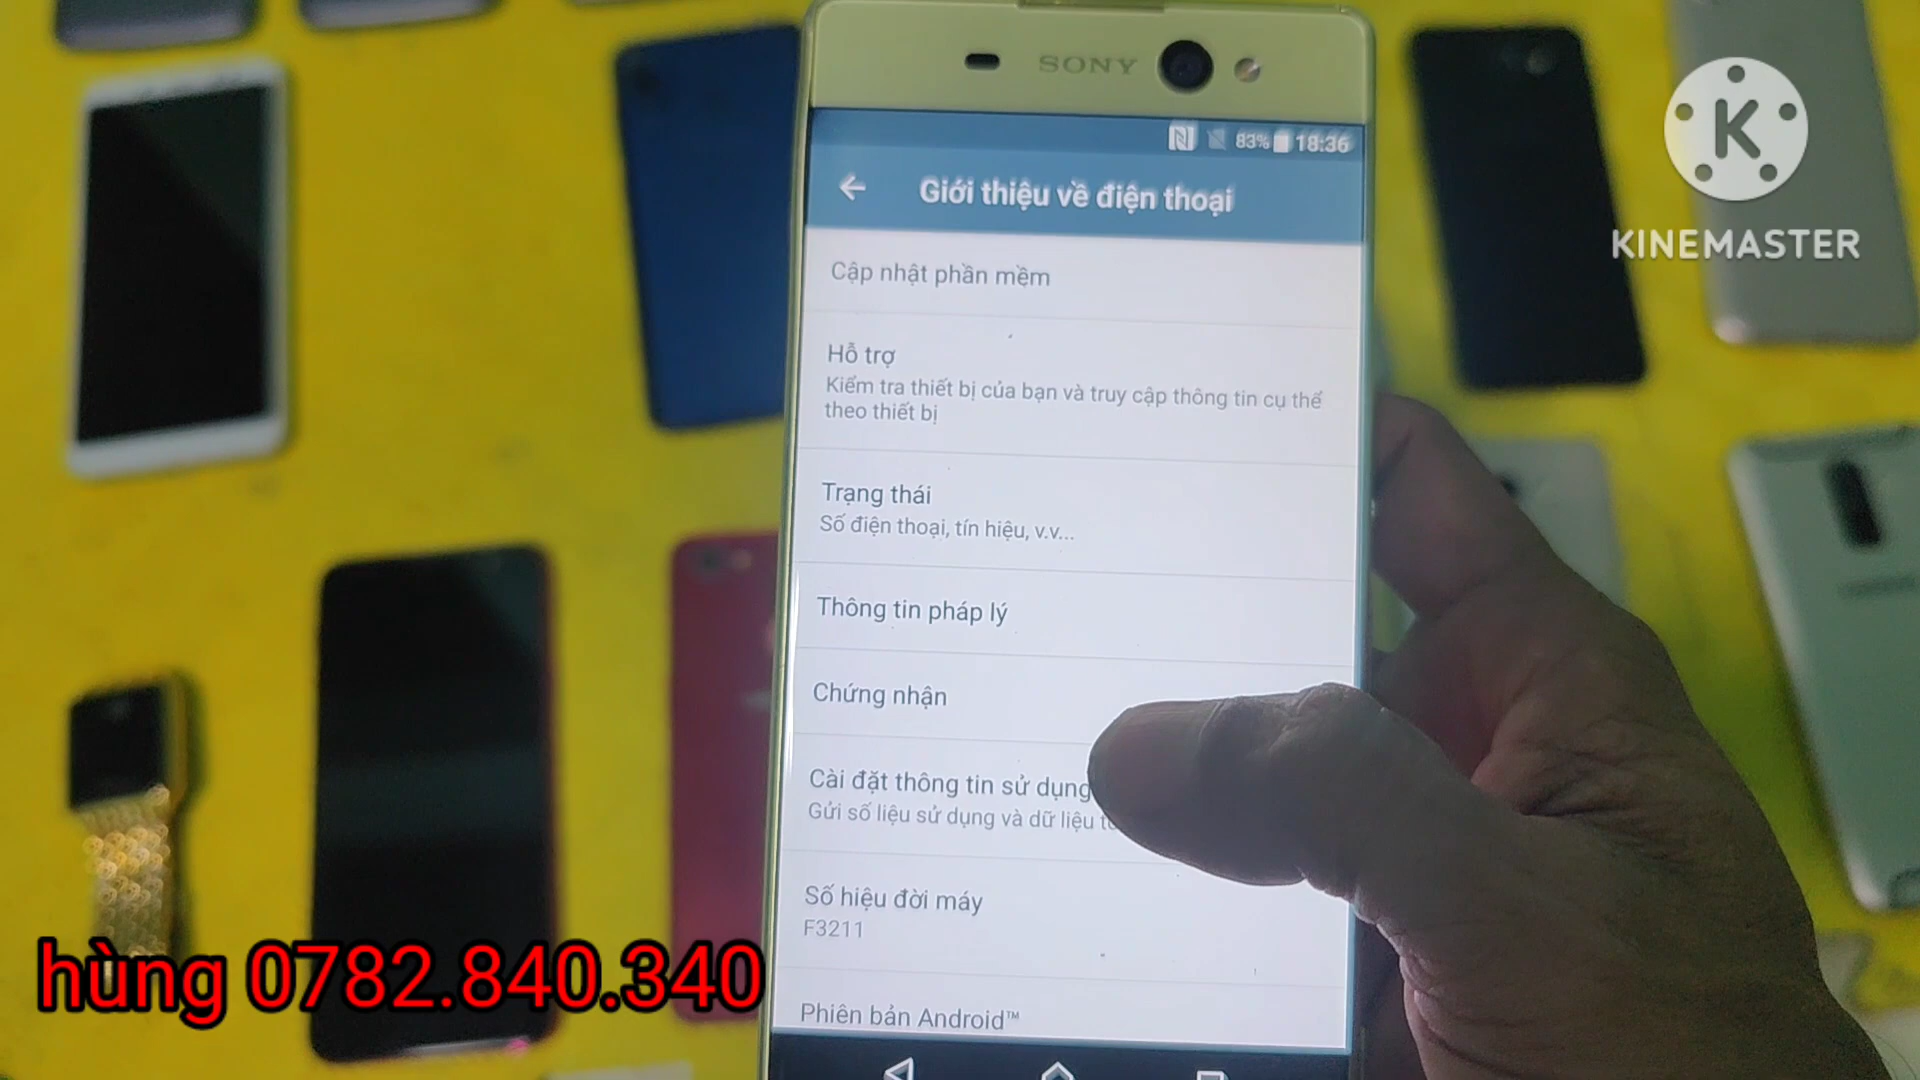 SONY
83% 18:36
Giới thiệu về điện thoại
Cập nhật phần mềm
Hỗ trợ
Kiểm tra thiết bị của bạn và truy cập thông tin cụ thể
theo thiết bị
Trạng thái
Số điện thoại, tín hiệu, v.v...
Thông tin pháp lý
Chứng nhận
Cài đặt thông tin sử dụng
Gửi số liệu sử dụng và dữ liệu
Số hiệu đời máy
F3211
Phiên bản Android™
K
KINEMASTER
hùng 0782.840.340